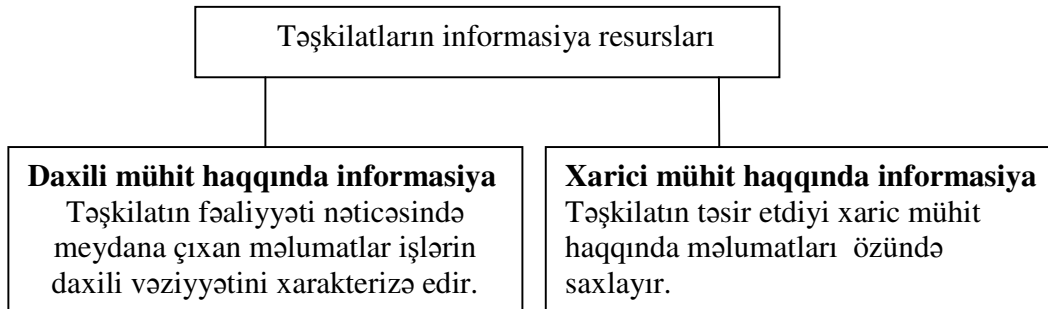 Təşkilatların informasiya resursları
Daxili mühit haqqında informasiya
Təşkilatın fəaliyyəti nəticəsində
meydana çıxan məlumatlar işlərin
daxili vəziyyətini xarakterizə edir.
Xarici mühit haqqında informasiya
Təşkilatın təsir etdiyi xaric mühit
haqqında məlumatları özündə
saxlayır.